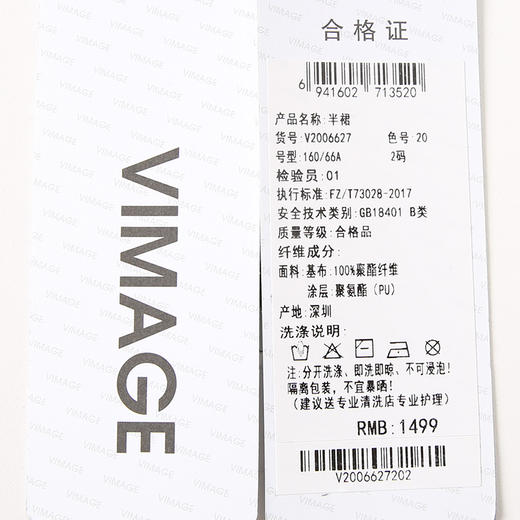 VIMAGE
合格证
6 941602 713520
产品名称:半裙
货号:V2006627 色号:20
号型:160/66A 2码
检验员:01
执行标准:FZ/T73028-2017
安全技术类别:GB18401 B类
质量等级:合格品
纤维成分:
面料:基布:100%聚酯纤维
涂层:聚氨酯(PU)
产地:深圳
洗涤说明:
注:分开洗涤、即洗即晾、不可浸泡!
隔离包装,不宜暴晒!
(建议送专业清洗店专业护理)
RMB:1499
V2006627202